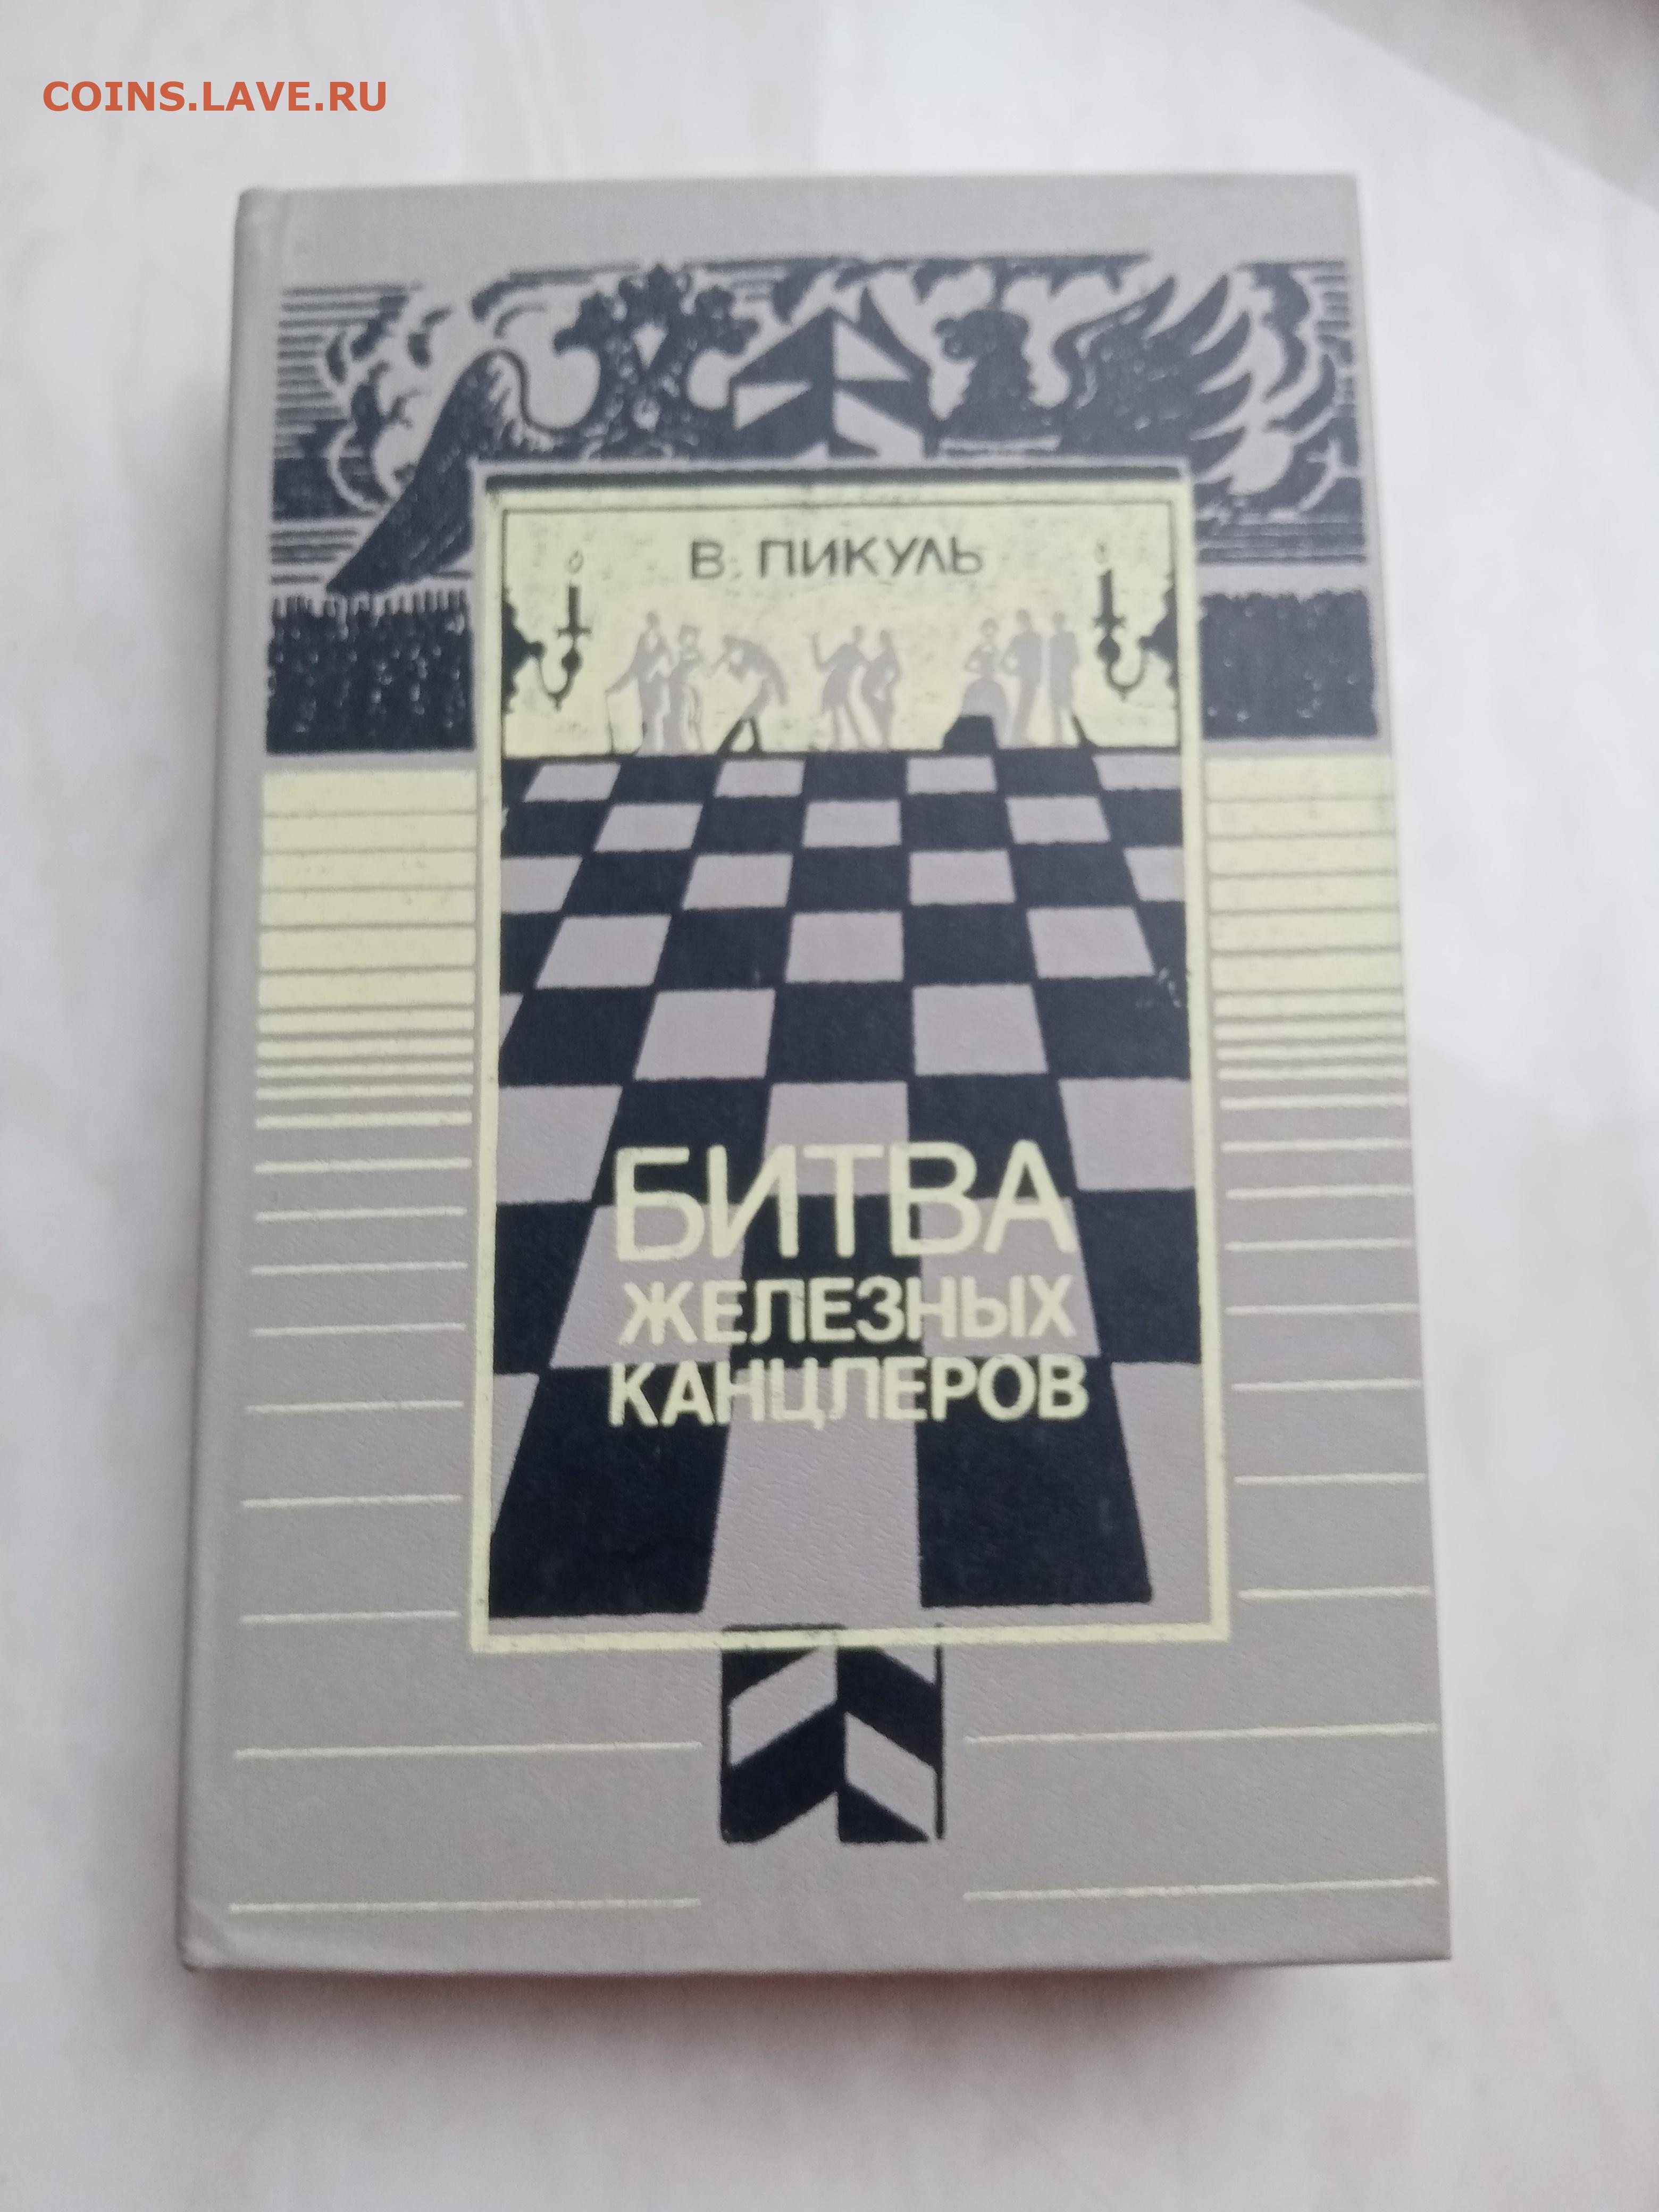 COINS.LAVE.RU
В. ПИКУЛЬ
БИТВА
ЖЕЛЕЗНЫХ
КАНЦЛЕРОВ